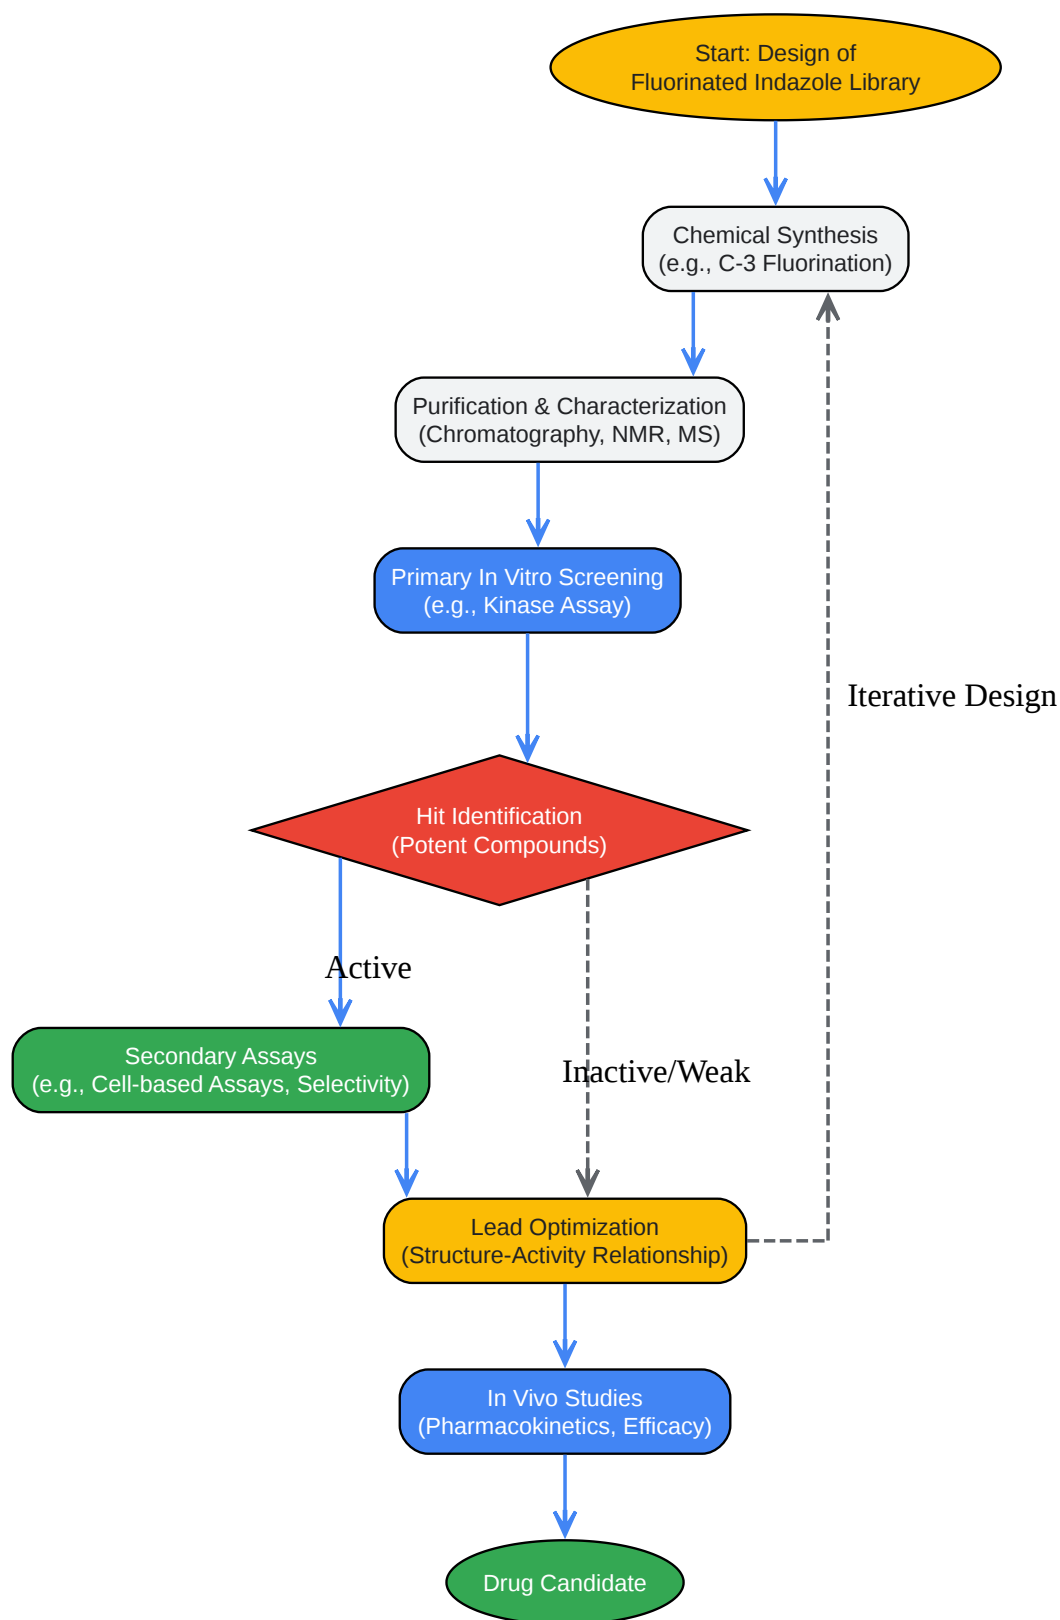 Start: Design of
Fluorinated Indazole Library
Chemical Synthesis
(e.g., C-3 Fluorination)
Purification & Characterization
(Chromatography, NMR, MS)
Primary In Vitro Screening
(e.g., Kinase Assay)
Iterative Design
Hit Identification
(Potent Compounds)
Active
Secondary Assays
(e.g., Cell-based Assays, Selectivity)
Inactive/Weak
Lead Optimization
(Structure-Activity Relationship)
In Vivo Studies
(Pharmacokinetics, Efficacy)
Drug Candidate